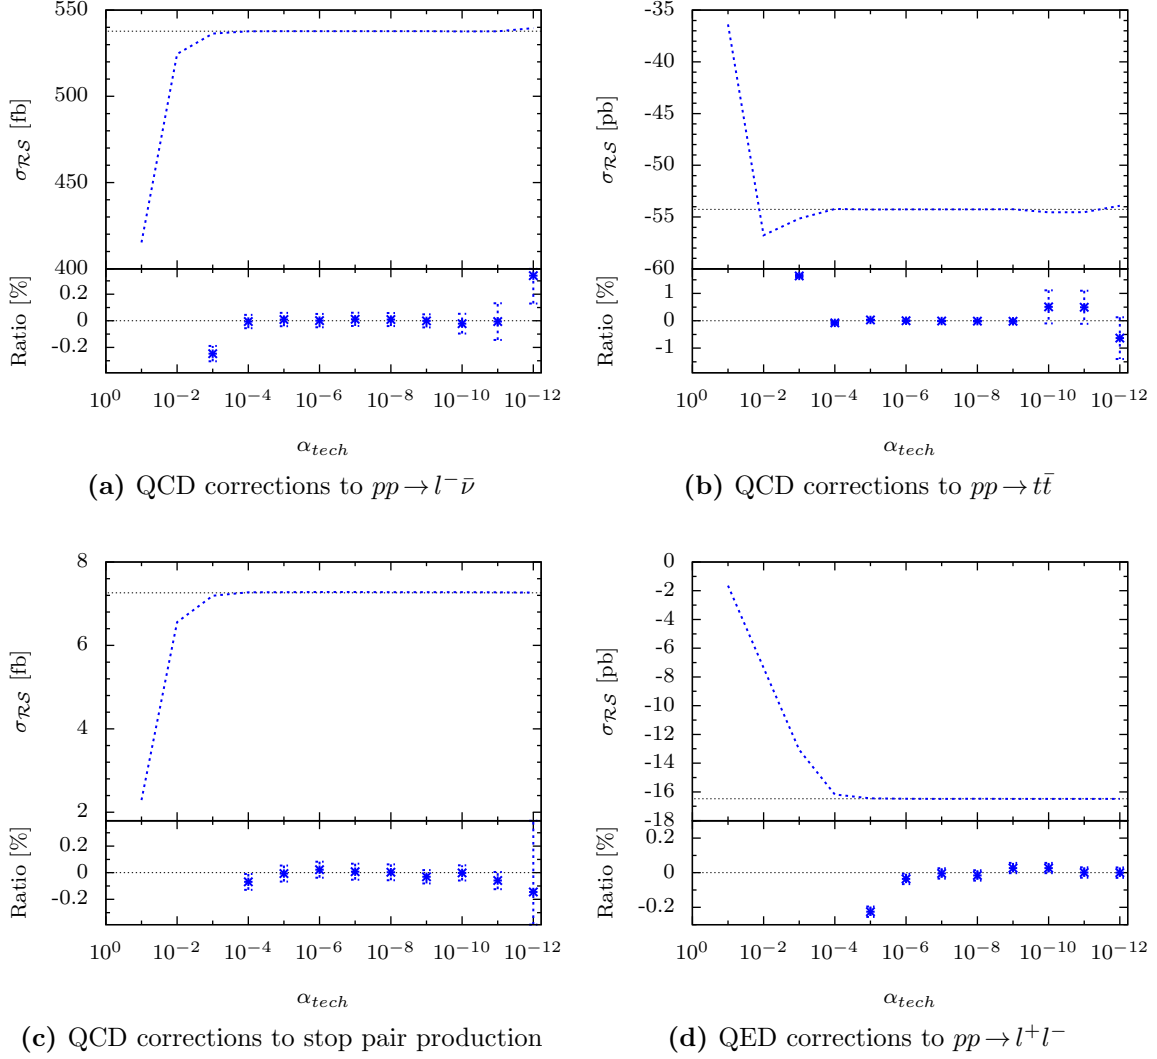 550
500
450
400
σ_RS [fb]
0.2
0
-0.2
Ratio [%]
10^0 10^−2 10^−4 10^−6 10^−8 10^−10 10^−12
α_tech
(a) QCD corrections to pp → l^− ν̄
-35
-40
-45
-50
-55
-60
σ_RS [pb]
1
0
-1
Ratio [%]
10^0 10^−2 10^−4 10^−6 10^−8 10^−10 10^−12
α_tech
(b) QCD corrections to pp → tt̄
8
6
4
2
σ_RS [fb]
0.2
0
-0.2
Ratio [%]
10^0 10^−2 10^−4 10^−6 10^−8 10^−10 10^−12
α_tech
(c) QCD corrections to stop pair production
0
-2
-4
-6
-8
-10
-12
-14
-16
-18
σ_RS [pb]
0.2
0
-0.2
Ratio [%]
10^0 10^−2 10^−4 10^−6 10^−8 10^−10 10^−12
α_tech
(d) QED corrections to pp → l^+ l^−